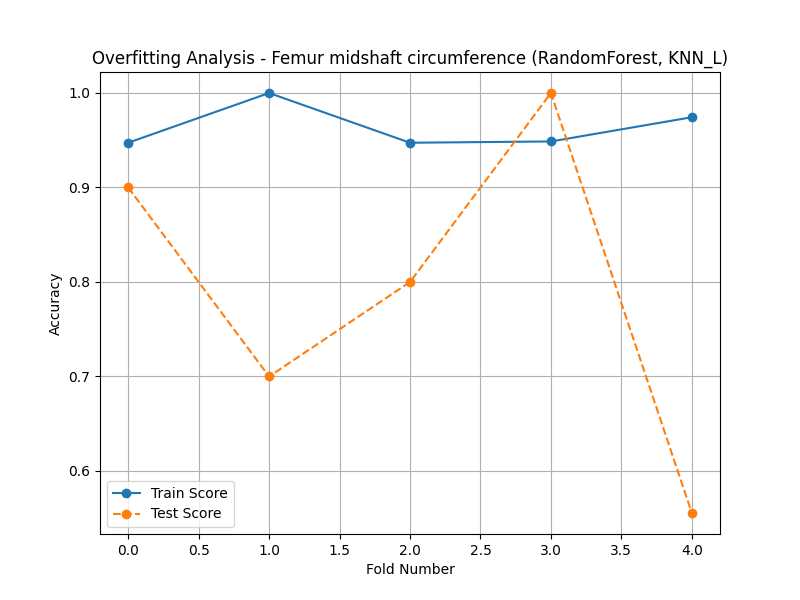 Overfitting Analysis - Femur midshaft circumference (RandomForest, KNN_L)
1.0
0.9
0.8
0.7
0.6
Accuracy
Train Score
Test Score
0.0 0.5 1.0 1.5 2.0 2.5 3.0 3.5 4.0
Fold Number